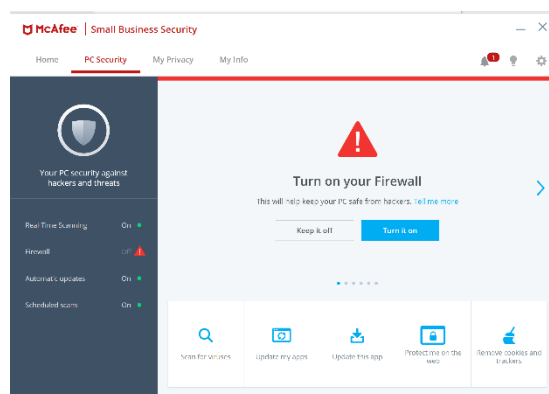 McAfee | Small Business Security
Home PC Security My Privacy My Info
1
Your PC security against
hackers and threats
Real-Time Scanning On
Firewall Off
Automatic updates On
Scheduled scans On
Turn on your Firewall
This will help keep your PC safe from hackers. Tell me more
Keep it off Turn it on
Scan for viruses
Update my apps
Update this app
Protect me on the
web
Remove cookies and
trackers